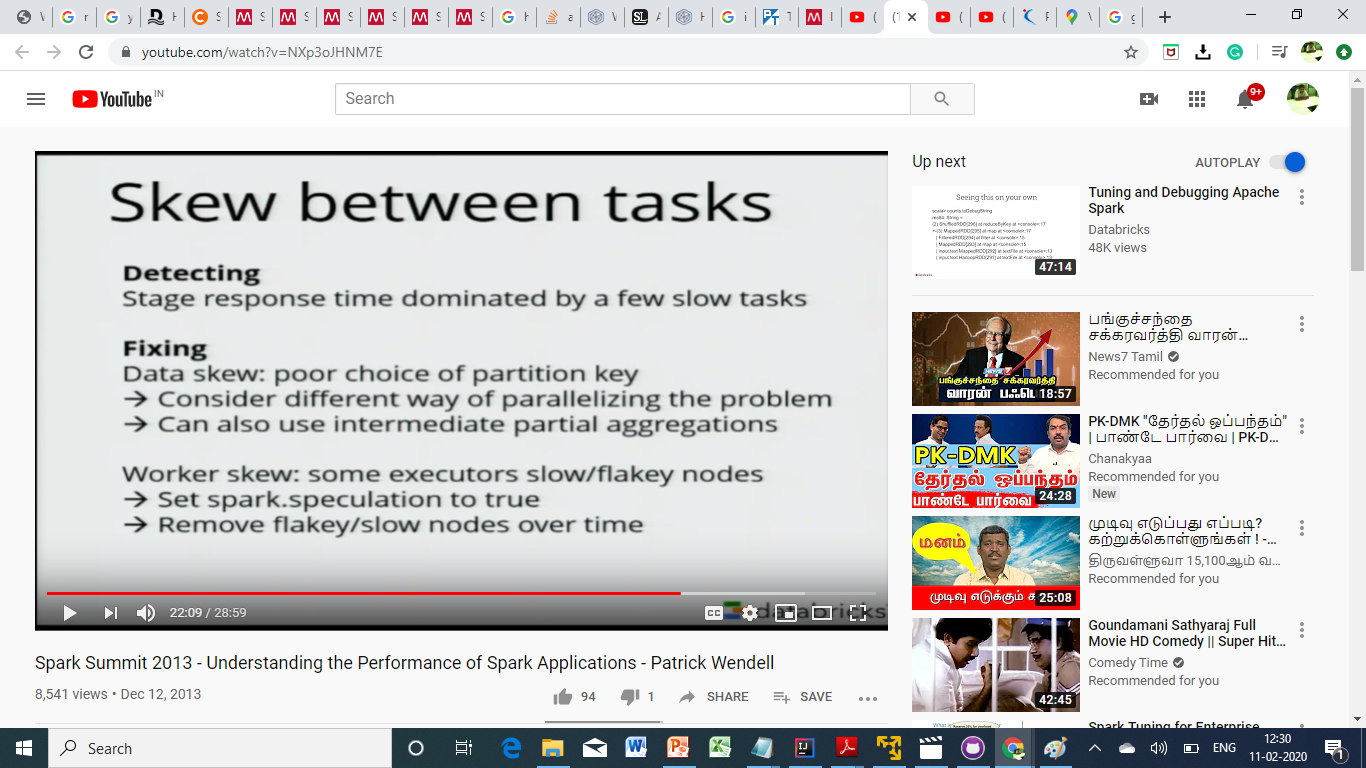 youtube.com/watch?v=NXp3oJHNM7E
YouTube IN
Search
9+
Skew between tasks
Detecting
Stage response time dominated by a few slow tasks
Fixing
Data skew: poor choice of partition key
→ Consider different way of parallelizing the problem
→ Can also use intermediate partial aggregations
Worker skew: some executors slow/flakey nodes
→ Set spark.speculation to true
→ Remove flakey/slow nodes over time
22:09 / 28:59
CC
databricks
Spark Summit 2013 - Understanding the Performance of Spark Applications - Patrick Wendell
8,541 views • Dec 12, 2013
94
1
SHARE
SAVE
Up next
AUTOPLAY
Seeing this on your own
47:14
Tuning and Debugging Apache
Spark
Databricks
48K views
NEWS 7
பங்குச்சந்தை சக்கரவர்த்தி
வாரன் பஃபெ
18:57
பங்குச்சந்தை
சக்கரவர்த்தி வாரன்...
News7 Tamil
Recommended for you
PK-DMK
தேர்தல் ஒப்பந்தம்
பாண்டே பார்வை
24:28
PK-DMK "தேர்தல் ஒப்பந்தம்"
| பாண்டே பார்வை | PK-D...
Chanakyaa
Recommended for you
New
மனம்
முடிவு எடுக்கும்
25:08
முடிவு எடுப்பது எப்படி?
கற்றுக்கொள்ளுங்கள் ! -...
திருவள்ளுவா 15,100ஆம் வ...
Recommended for you
42:45
Goundamani Sathyaraj Full
Movie HD Comedy || Super Hit...
Comedy Time
Recommended for you
Spark Tuning for Enterprise
Search
ENG
12:30
11-02-2020
1